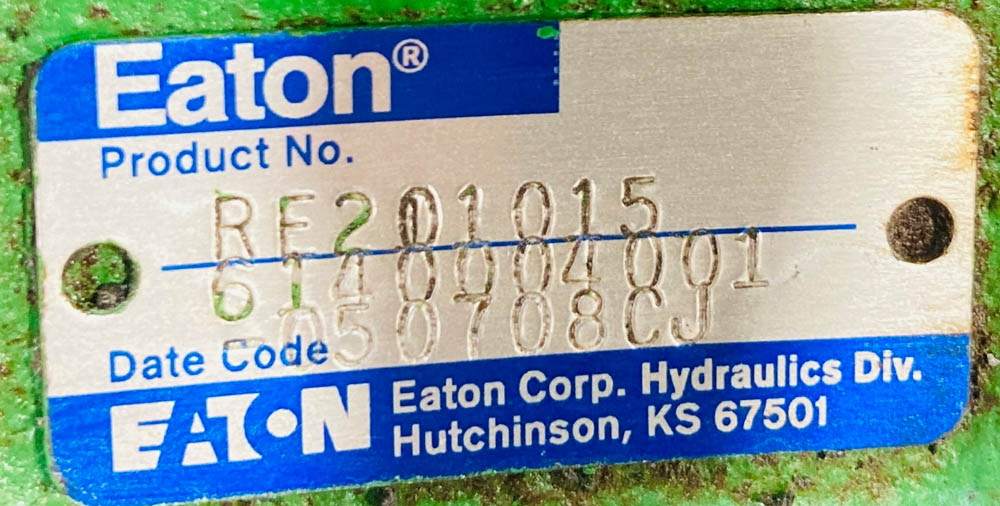 Eaton®
Product No.
RE201015
6140004001
050708CJ
Date Code
EATON
Eaton Corp. Hydraulics Div.
Hutchinson, KS 67501